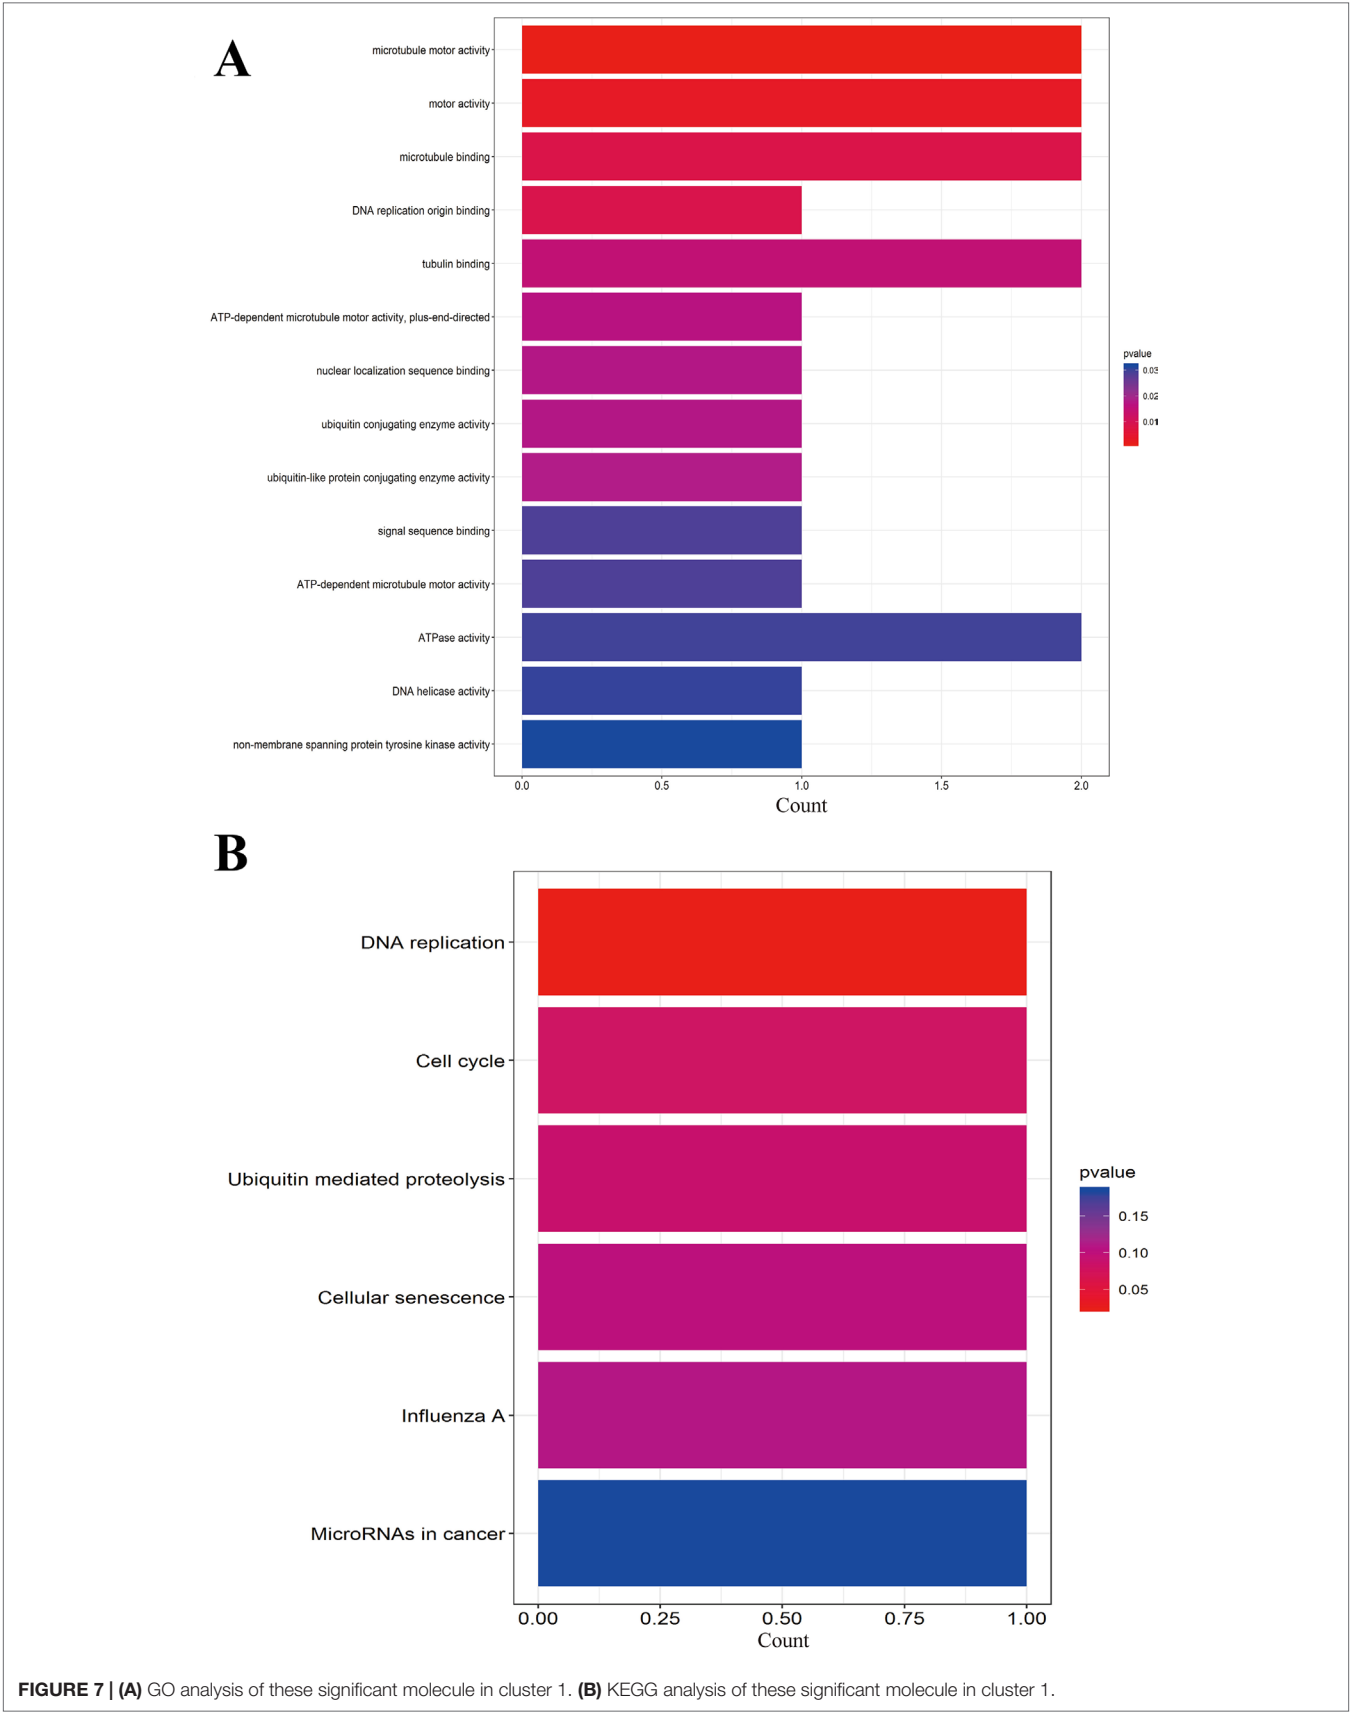 A
microtubule motor activity
motor activity
microtubule binding
DNA replication origin binding
tubulin binding
ATP-dependent microtubule motor activity, plus-end-directed
nuclear localization sequence binding
ubiquitin conjugating enzyme activity
ubiquitin-like protein conjugating enzyme activity
signal sequence binding
ATP-dependent microtubule motor activity
ATPase activity
DNA helicase activity
non-membrane spanning protein tyrosine kinase activity
0.0 0.5 1.0 1.5 2.0
Count
pvalue
0.03
0.02
0.01
B
DNA replication
Cell cycle
Ubiquitin mediated proteolysis
Cellular senescence
Influenza A
MicroRNAs in cancer
0.00 0.25 0.50 0.75 1.00
Count
pvalue
0.15
0.10
0.05
FIGURE 7 | (A) GO analysis of these significant molecule in cluster 1. (B) KEGG analysis of these significant molecule in cluster 1.